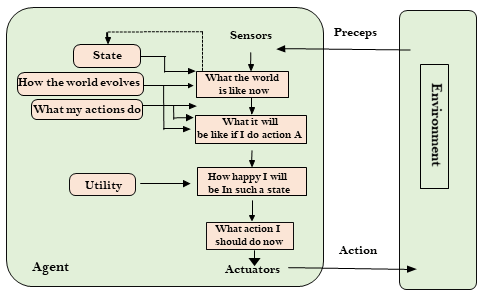 Sensors
Preceps
State
How the world evolves
What the world
is like now
What my actions do
What it will
be like if I do action A
Utility
How happy I will
be In such a state
What action I
should do now
Agent
Actuators
Action
Environment